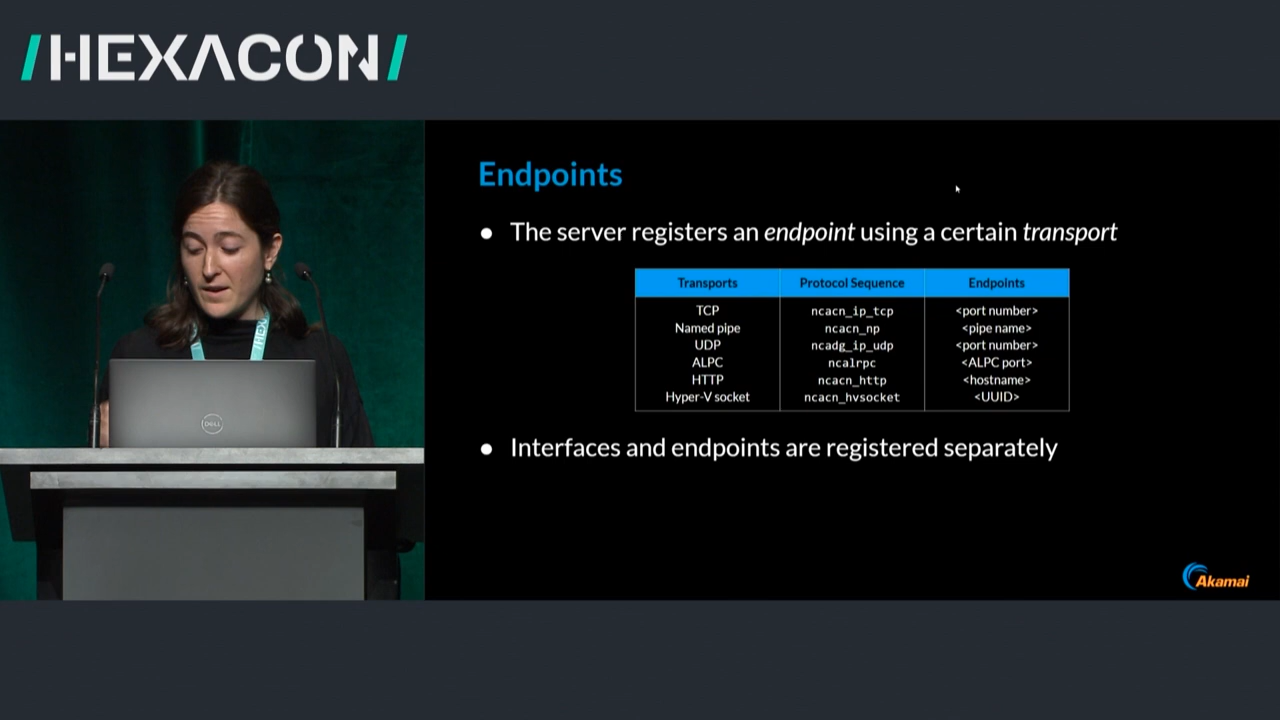 /HEXACON/
Endpoints
● The server registers an endpoint using a certain transport
Transports Protocol Sequence Endpoints
TCP ncacn_ip_tcp <port number>
Named pipe ncacn_np <pipe name>
UDP ncadg_ip_udp <port number>
ALPC ncalrpc <ALPC port>
HTTP ncacn_http <hostname>
Hyper-V socket ncacn_hvsocket <UUID>
● Interfaces and endpoints are registered separately
Akamai
DELL